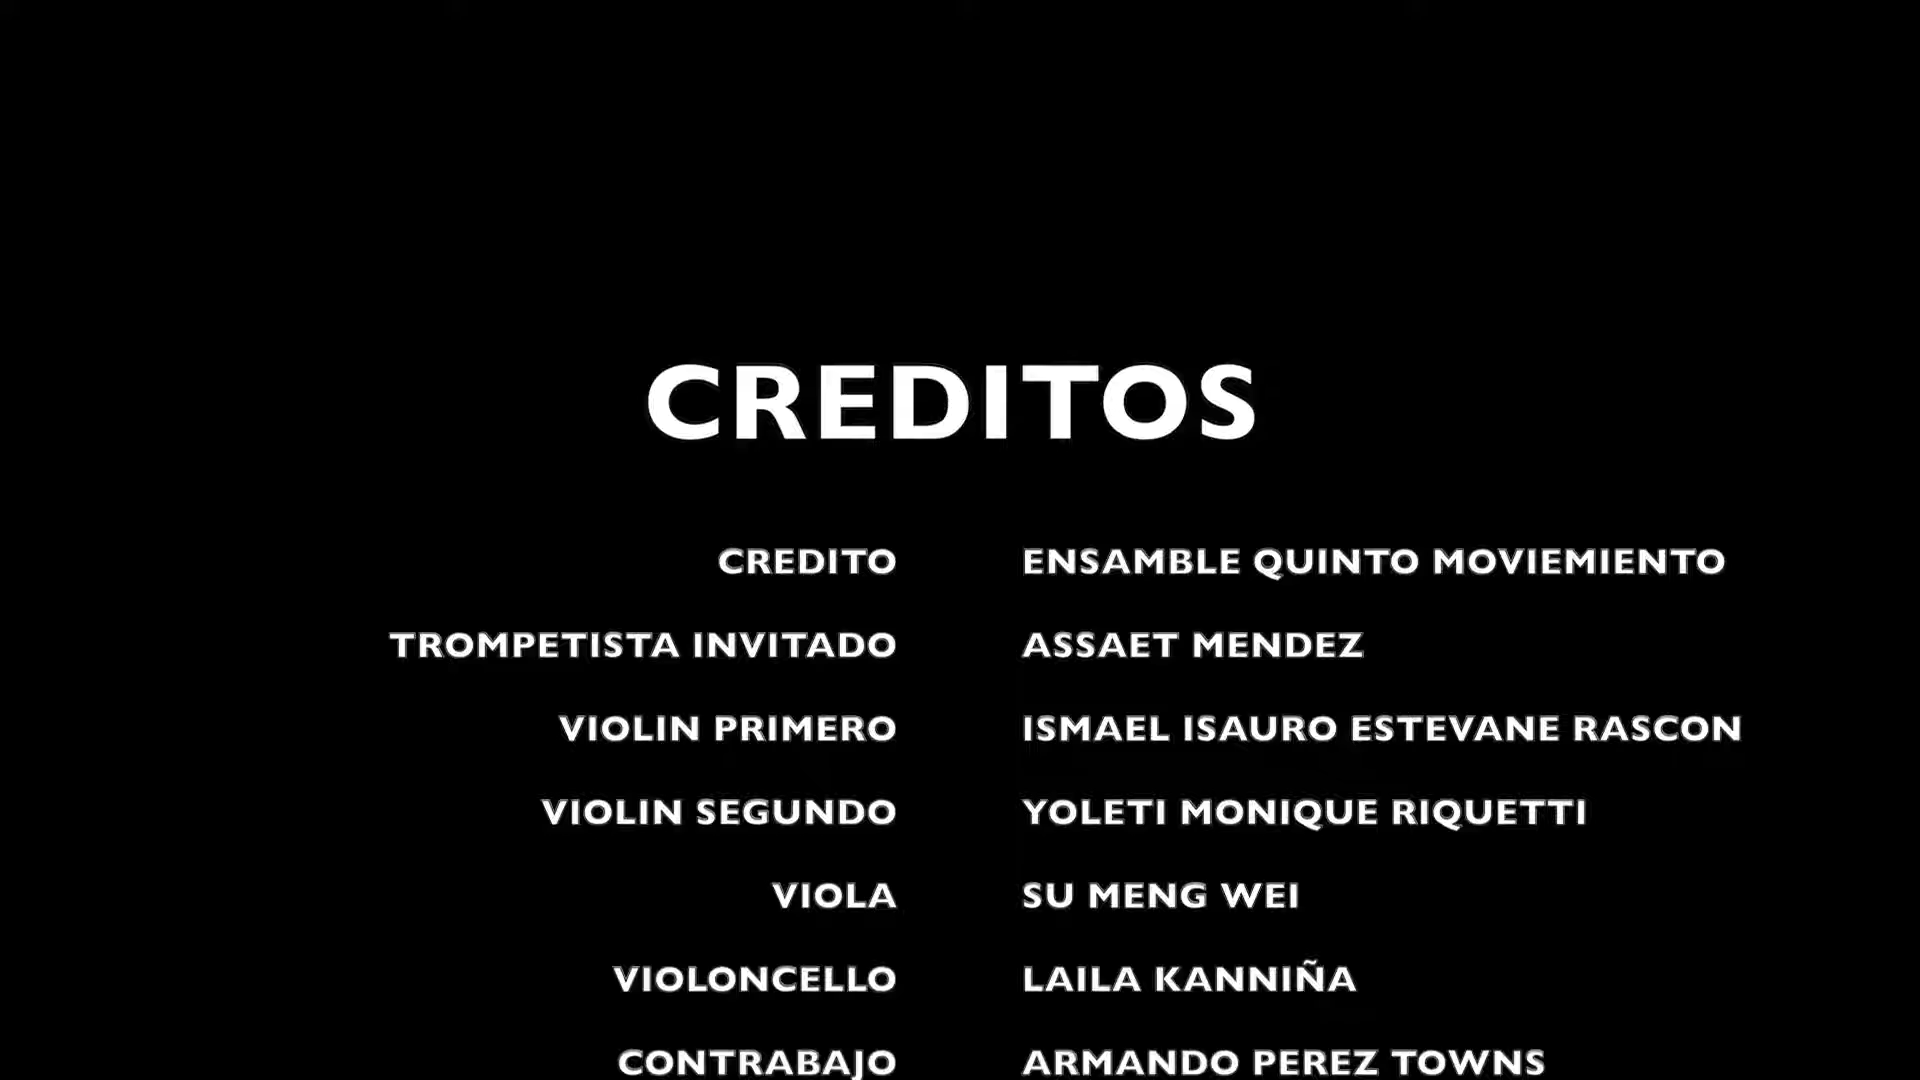 CREDITOS
CREDITO ENSAMBLE QUINTO MOVIEMIENTO
TROMPETISTA INVITADO ASSAET MENDEZ
VIOLIN PRIMERO ISMAEL ISAURO ESTEVANE RASCON
VIOLIN SEGUNDO YOLETI MONIQUE RIQUETTI
VIOLA SU MENG WEI
VIOLONCELLO LAILA KANNIÑA
CONTRABAJO ARMANDO PEREZ TOWNS